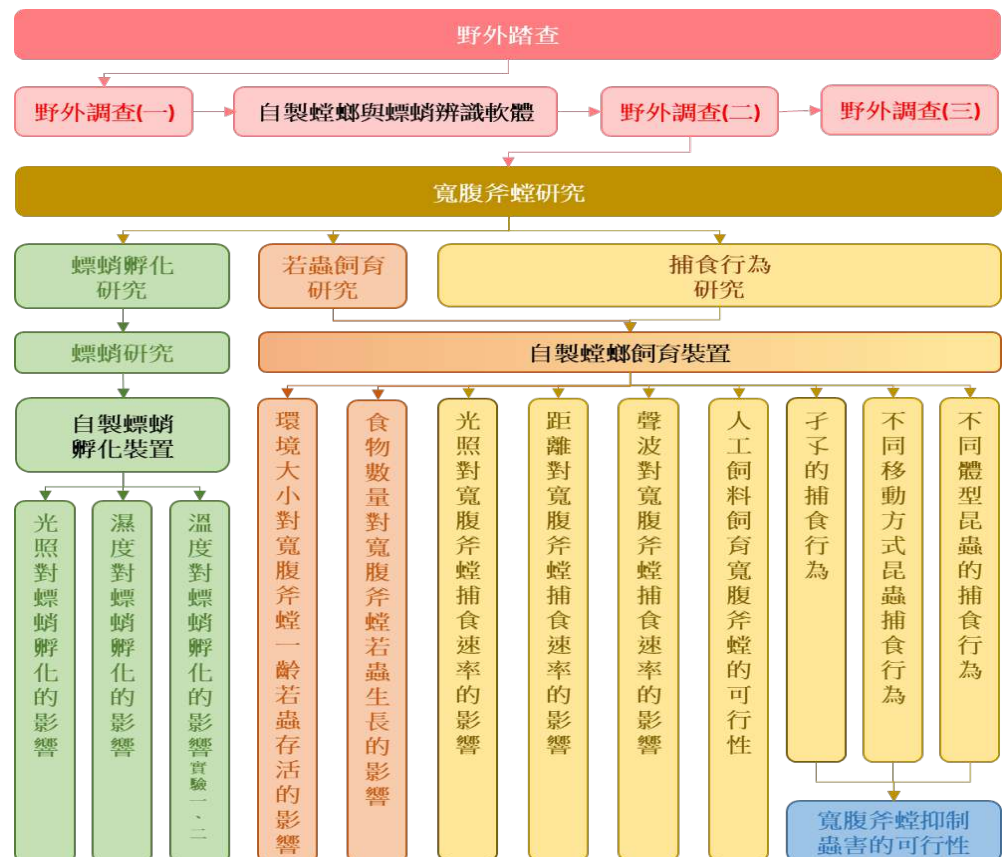 野外踏查
野外調查(一)
自製螳螂與螵蛸辨識軟體
野外調查(二)
野外調查(三)
寬腹斧螳研究
螵蛸孵化
研究
若蟲飼育
研究
捕食行為
研究
螵蛸研究
自製螳螂飼育裝置
自製螵蛸
孵化裝置
光照對螵蛸孵化的影響
濕度對螵蛸孵化的影響
溫度對螵蛸孵化的影響實驗一、二
環境大小對寬腹斧螳一齡若蟲存活的影響
食物數量對寬腹斧螳若蟲生長的影響
光照對寬腹斧螳捕食速率的影響
距離對寬腹斧螳捕食速率的影響
聲波對寬腹斧螳捕食速率的影響
人工飼料飼育寬腹斧螳的可行性
孑孓的捕食行為
不同移動方式昆蟲捕食行為
不同體型昆蟲的捕食行為
寬腹斧螳抑制
蟲害的可行性